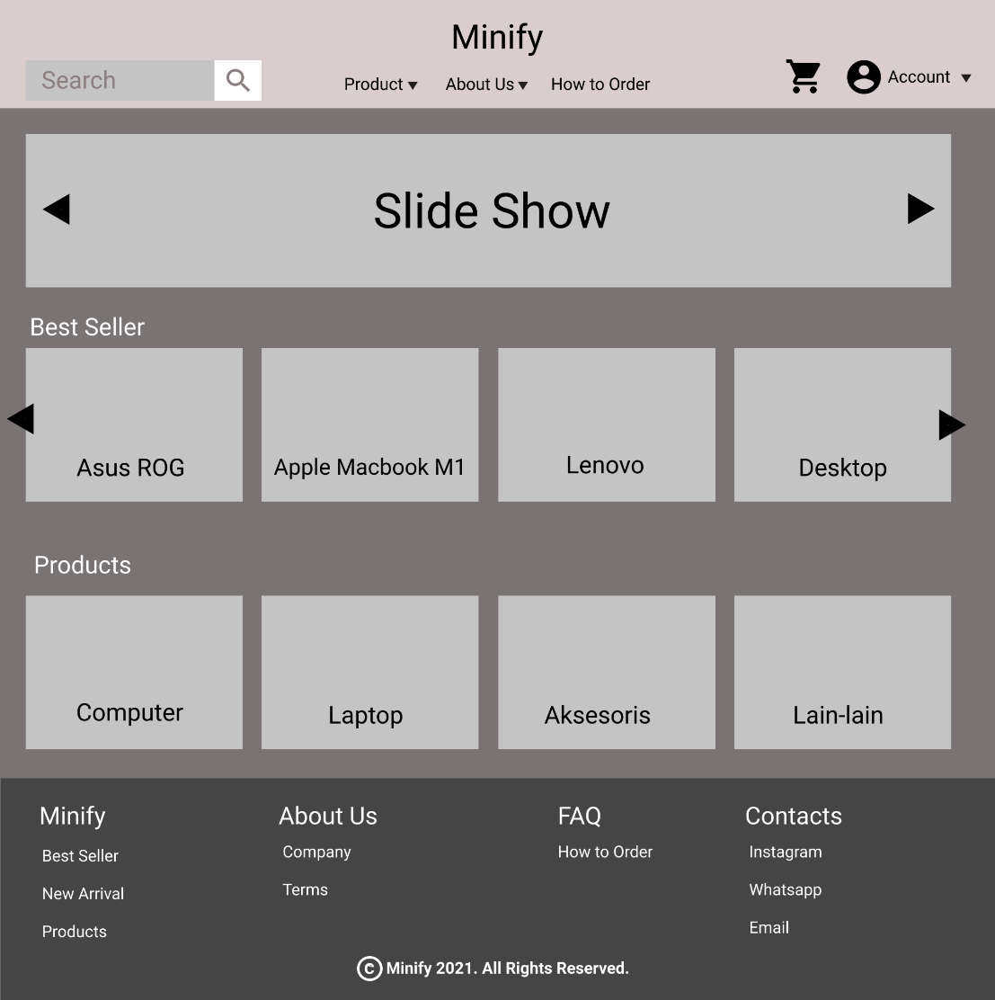 Minify
Search
Product
About Us
How to Order
Account
Slide Show
Best Seller
Asus ROG
Apple Macbook M1
Lenovo
Desktop
Products
Computer
Laptop
Aksesoris
Lain-lain
Minify
Best Seller
New Arrival
Products
About Us
Company
Terms
FAQ
How to Order
Contacts
Instagram
Whatsapp
Email
© Minify 2021. All Rights Reserved.